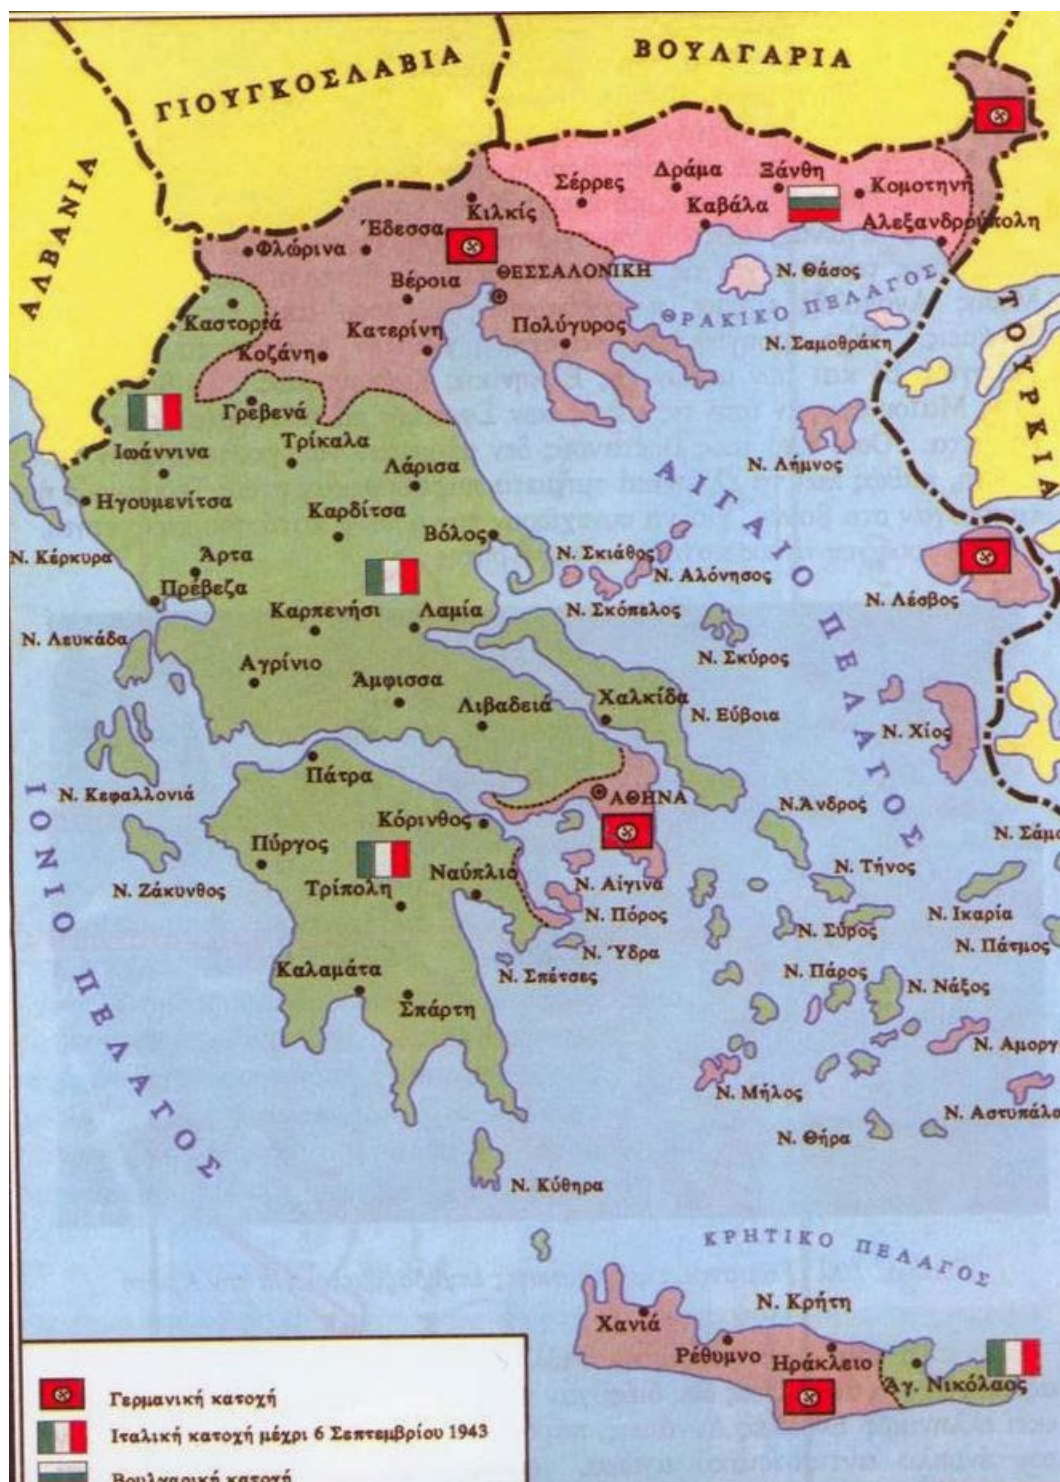 ΒΟΥΛΓΑΡΙΑ
ΓΙΟΥΓΚΟΣΛΑΒΙΑ
ΑΛΒΑΝΙΑ
ΤΟΥΡΚΙΑ
Ξάνθη
Δράμα
Σέρρες
Κομοτηνή
Καβάλα
Κιλκίς
Αλεξανδρούπολη
Έδεσσα
Φλώρινα
ΘΕΣΣΑΛΟΝΙΚΗ
Ν. Θάσος
Βέροια
ΘΡΑΚΙΚΟ ΠΕΛΑΓΟΣ
Καστοριά
Κατερίνη
Πολύγυρος
Ν. Σαμοθράκη
Κοζάνη
Γρεβενά
Τρίκαλα
Ιωάννινα
Λάρισα
Ν. Λήμνος
ΑΙΓΑΙΟ ΠΕΛΑΓΟΣ
Ηγουμενίτσα
Καρδίτσα
Βόλος
Ν. Κέρκυρα
Άρτα
Ν. Σκιάθος
Ν. Αλόνησος
Πρέβεζα
Ν. Λέσβος
Καρπενήσι
Λαμία
Ν. Σκόπελος
Ν. Λευκάδα
Ν. Σκύρος
Αγρίνιο
Άμφισσα
Λιβαδειά
Χαλκίδα
Ν. Εύβοια
Ν. Χίος
Πάτρα
Ν. Κεφαλλονιά
ΑΘΗΝΑ
Ν.Άνδρος
Κόρινθος
Ν. Σάμο
ΙΟΝΙΟ ΠΕΛΑΓΟΣ
Πύργος
Ναύπλιο
Ν. Τήνος
Ν. Ζάκυνθος
Τρίπολη
Ν. Αίγινα
Ν. Πόρος
Ν. Ικαρία
Ν. Σύρος
Ν. Πάτμος
Ν. Ύδρα
Καλαμάτα
Ν. Σπέτσες
Ν. Πάρος
Ν. Νάξος
Σπάρτη
Ν. Αμοργ
Ν. Μήλος
Ν. Αστυπάλα
Ν. Θήρα
Ν. Κύθηρα
ΚΡΗΤΙΚΟ ΠΕΛΑΓΟΣ
Ν. Κρήτη
Χανιά
Ρέθυμνο
Ηράκλειο
Αγ. Νικόλαος
Γερμανική κατοχή
Ιταλική κατοχή μέχρι 6 Σεπτεμβρίου 1943
Βουλγαρική κατοχή